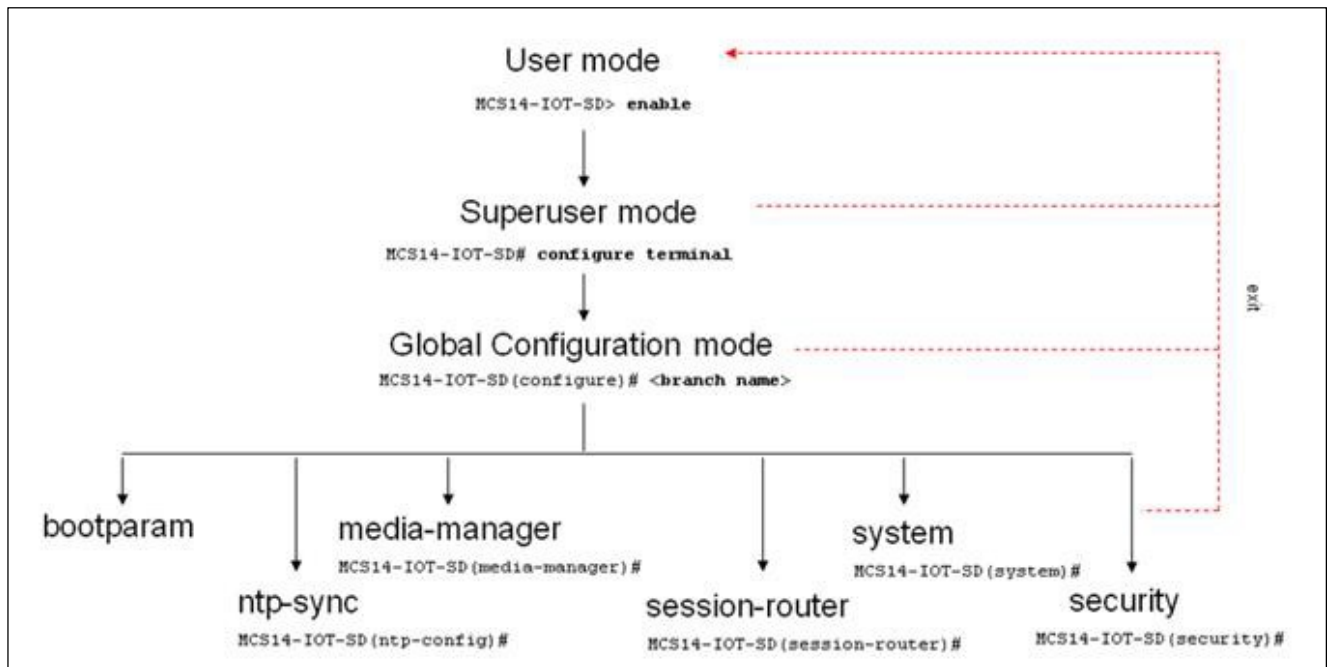 User mode
MCS14-IOT-SD> enable
Superuser mode
MCS14-IOT-SD# configure terminal
exit
Global Configuration mode
MCS14-IOT-SD(configure)# <branch name>
bootparam
media-manager
MCS14-IOT-SD(media-manager)#
system
MCS14-IOT-SD(system)#
ntp-sync
MCS14-IOT-SD(ntp-config)#
session-router
MCS14-IOT-SD(session-router)#
security
MCS14-IOT-SD(security)#